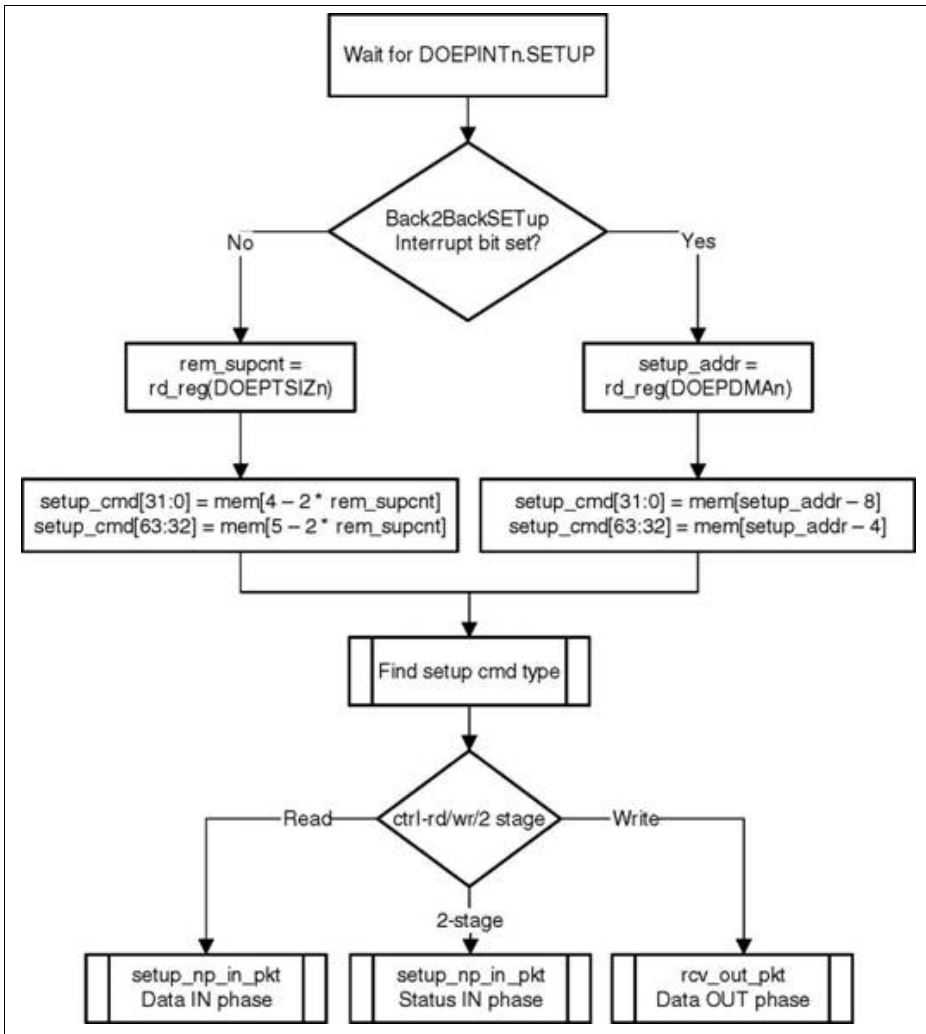 Wait for DOEPINTn.SETUP
Back2BackSETup
Interrupt bit set?
No
Yes
rem_supcnt =
rd_reg(DOEPTSIZn)
setup_addr =
rd_reg(DOEPDMAn)
setup_cmd[31:0] = mem[4 – 2 * rem_supcnt]
setup_cmd[63:32] = mem[5 – 2 * rem_supcnt]
setup_cmd[31:0] = mem[setup_addr – 8]
setup_cmd[63:32] = mem[setup_addr – 4]
Find setup cmd type
Read
ctrl-rd/wr/2 stage
Write
2-stage
setup_np_in_pkt
Data IN phase
setup_np_in_pkt
Status IN phase
rcv_out_pkt
Data OUT phase